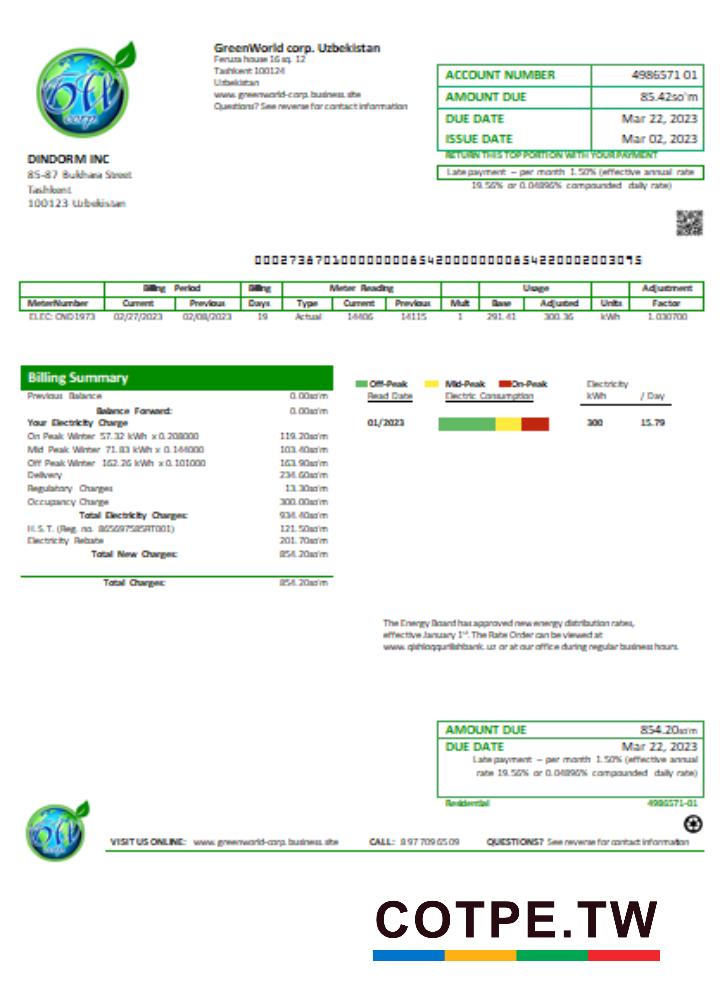 GreenWorld corp. Uzbekistan
Feruza house 16 sq. 12
Tashkent 100124
Uzbekistan
www.greenworld-corp.business.site
Questions? See reverse for contact information
GW
corp.
ACCOUNT NUMBER 4986571 01
AMOUNT DUE 85.42so'm
DUE DATE Mar 22, 2023
ISSUE DATE Mar 02, 2023
RETURN THIS TOP PORTION WITH YOUR PAYMENT
Late payment – per month 1.50% (effective annual rate
19.56% or 0.04896% compounded daily rate)
DINDORM INC
85-87 Bukhara Street
Tashkent
100123 Uzbekistan
Billing Period Billing Meter Reading Usage Adjustment
MeterNumber Current Previous Days Type Current Previous Mult Base Adjusted Units Factor
ELEC: CND1973 02/27/2023 02/08/2023 19 Actual 14406 14115 1 291.41 300.36 kWh 1.030700
Billing Summary
Previous Balance 0.00so'm
Balance Forward: 0.00so'm
Your Electricity Charge
On Peak Winter 57.32 kWh x 0.208000 119.20so'm
Mid Peak Winter 71.83 kWh x 0.144000 103.40so'm
Off Peak Winter 162.26 kWh x 0.101000 163.90so'm
Delivery 234.60so'm
Regulatory Charges 13.30so'm
Occupancy Charge 300.00so'm
Total Electricity Charges: 934.40so'm
H.S.T. (Reg. no. 865697585RT001) 121.50so'm
Electricity Rebate 201.70so'm
Total New Charges: 854.20so'm
Total Charges: 854.20so'm
Off-Peak Mid-Peak On-Peak Electricity
Read Date Electric Consumption kWh / Day
01/2023 300 15.79
The Energy Board has approved new energy distribution rates,
effective January 1st. The Rate Order can be viewed at
www.qishloqqurilishbank.uz or at our office during regular business hours.
AMOUNT DUE 854.20so'm
DUE DATE Mar 22, 2023
Late payment – per month 1.50% (effective annual
rate 19.56% or 0.04896% compounded daily rate)
Residential 4986571-01
GW
corp.
VISIT US ONLINE: www.greenworld-corp.business.site CALL: 8 97 709 65 09 QUESTIONS? See reverse for contact information
COTPE.TW